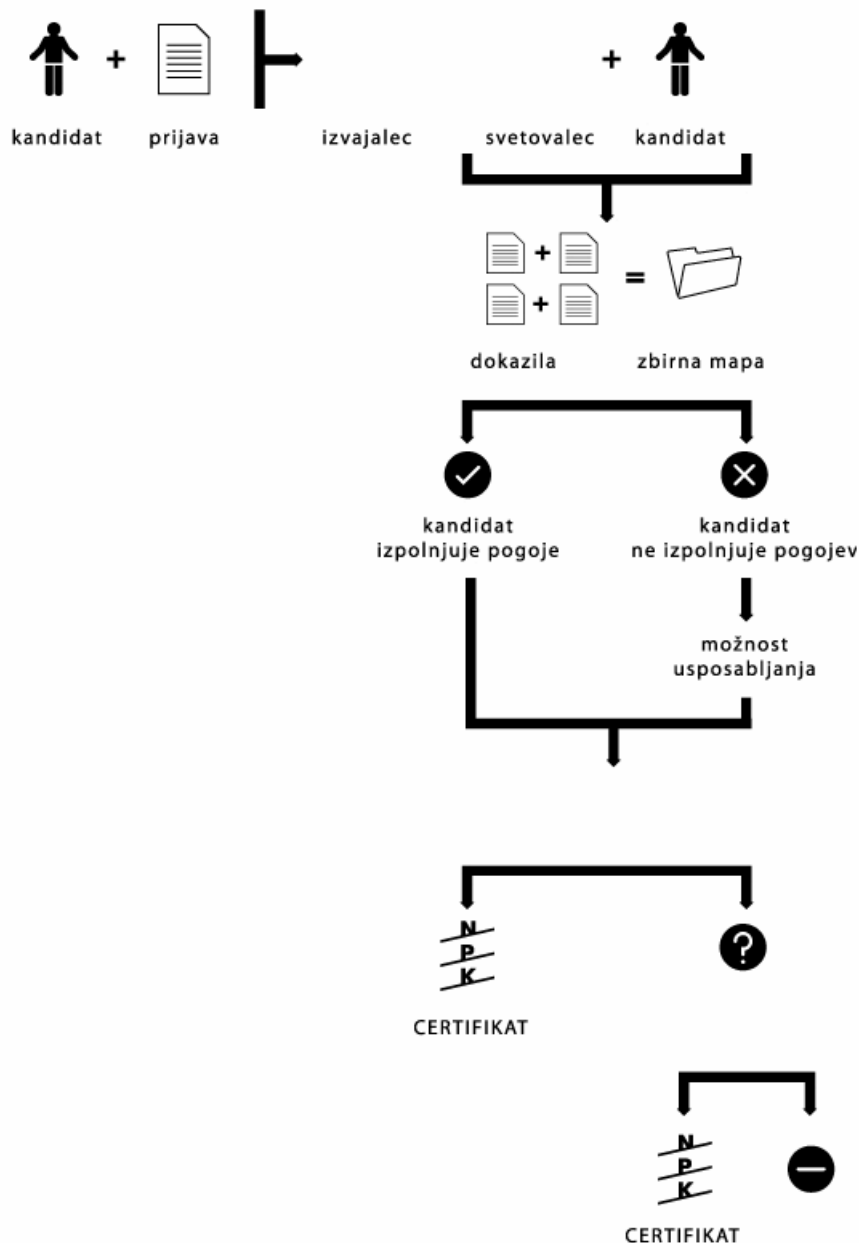 kandidat prijava izvajalec svetovalec kandidat
dokazila zbirna mapa
kandidat
izpolnjuje pogoje
kandidat
ne izpolnjuje pogojev
možnost
usposabljanja
N
P
K
CERTIFIKAT
N
P
K
CERTIFIKAT